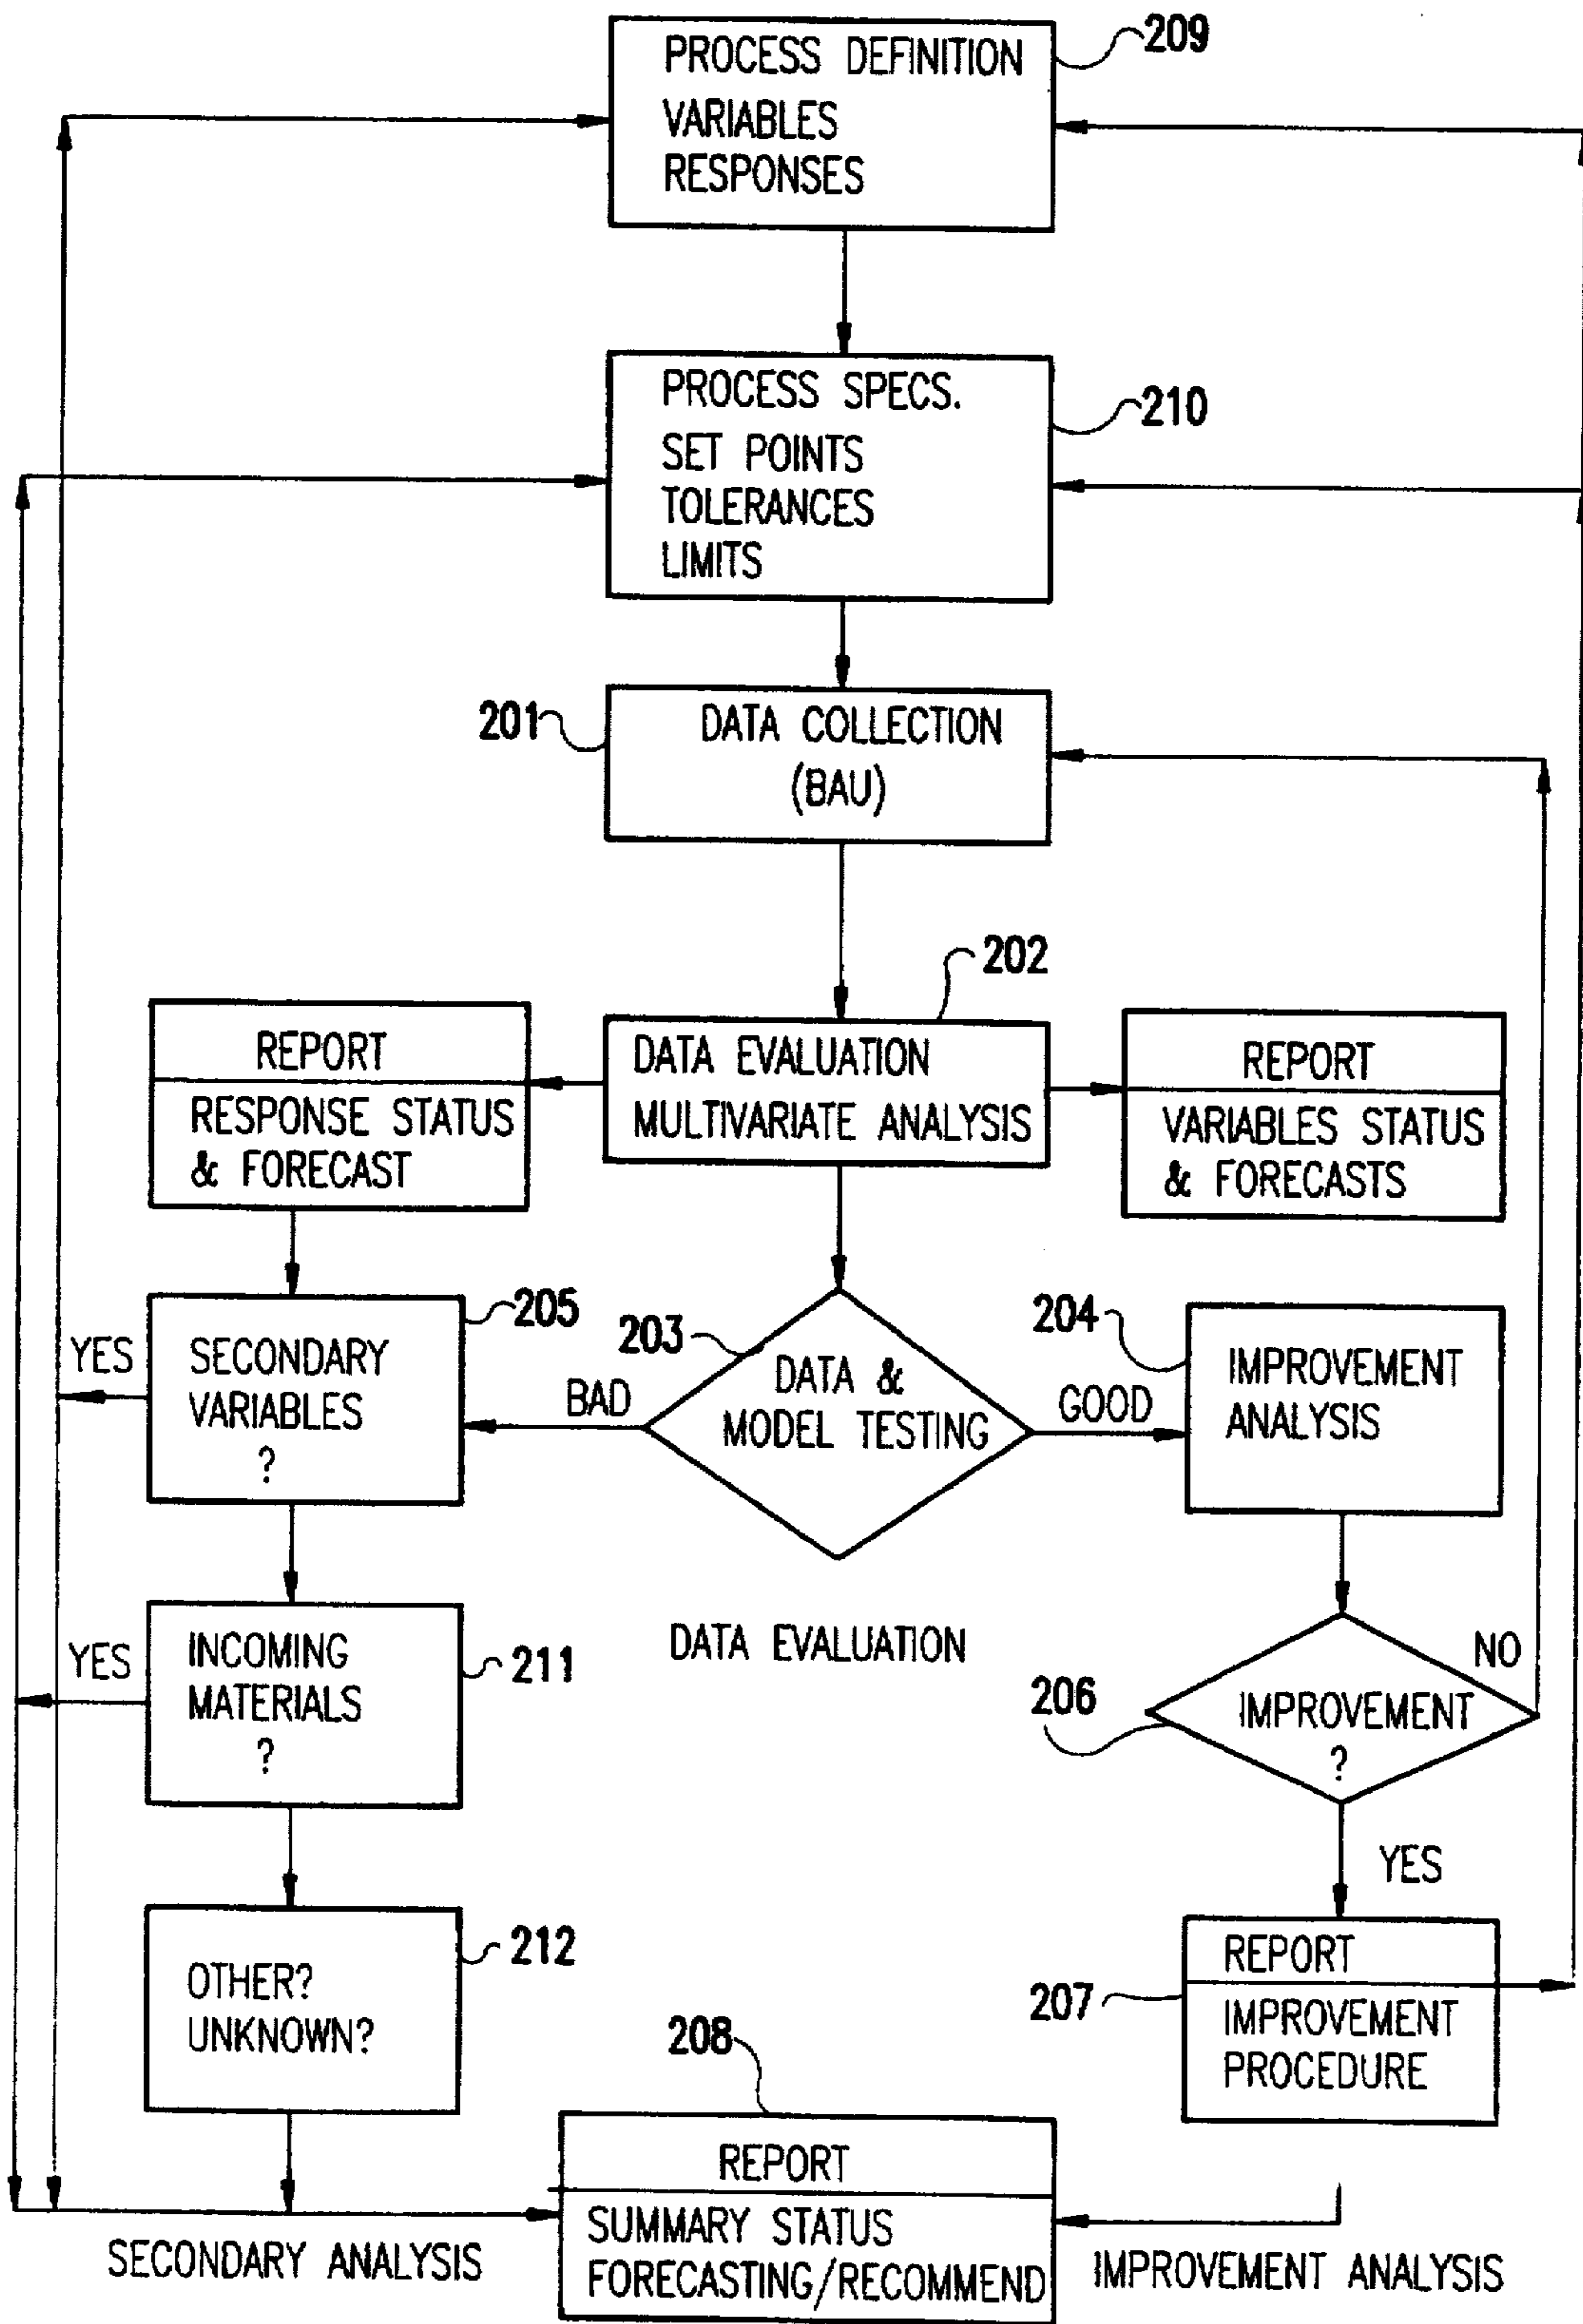 PROCESS DEFINITION
VARIABLES
RESPONSES
209
PROCESS SPECS.
SET POINTS
TOLERANCES
LIMITS
210
201
DATA COLLECTION
(BAU)
202
REPORT
RESPONSE STATUS
& FORECAST
DATA EVALUATION
MULTIVARIATE ANALYSIS
REPORT
VARIABLES STATUS
& FORECASTS
205
YES
SECONDARY
VARIABLES
?
BAD
203
DATA &
MODEL TESTING
GOOD
204
IMPROVEMENT
ANALYSIS
YES
INCOMING
MATERIALS
?
211
DATA EVALUATION
206
IMPROVEMENT
?
NO
YES
OTHER?
UNKNOWN?
212
207
REPORT
IMPROVEMENT
PROCEDURE
208
REPORT
SUMMARY STATUS
FORECASTING/RECOMMEND
SECONDARY ANALYSIS
IMPROVEMENT ANALYSIS